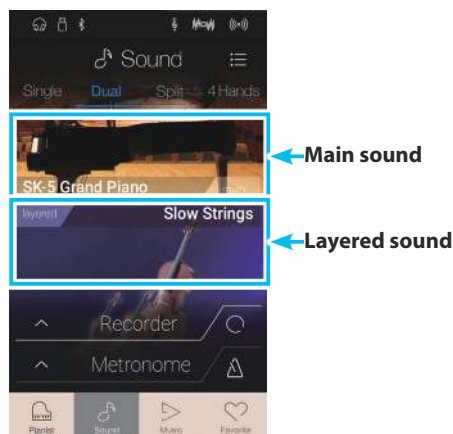 Sound
Single Dual Split 4 Hands
SK-5 Grand Piano
Main sound
layered Slow Strings
Layered sound
Recorder
Metronome
Pianist Sound Music Favorite